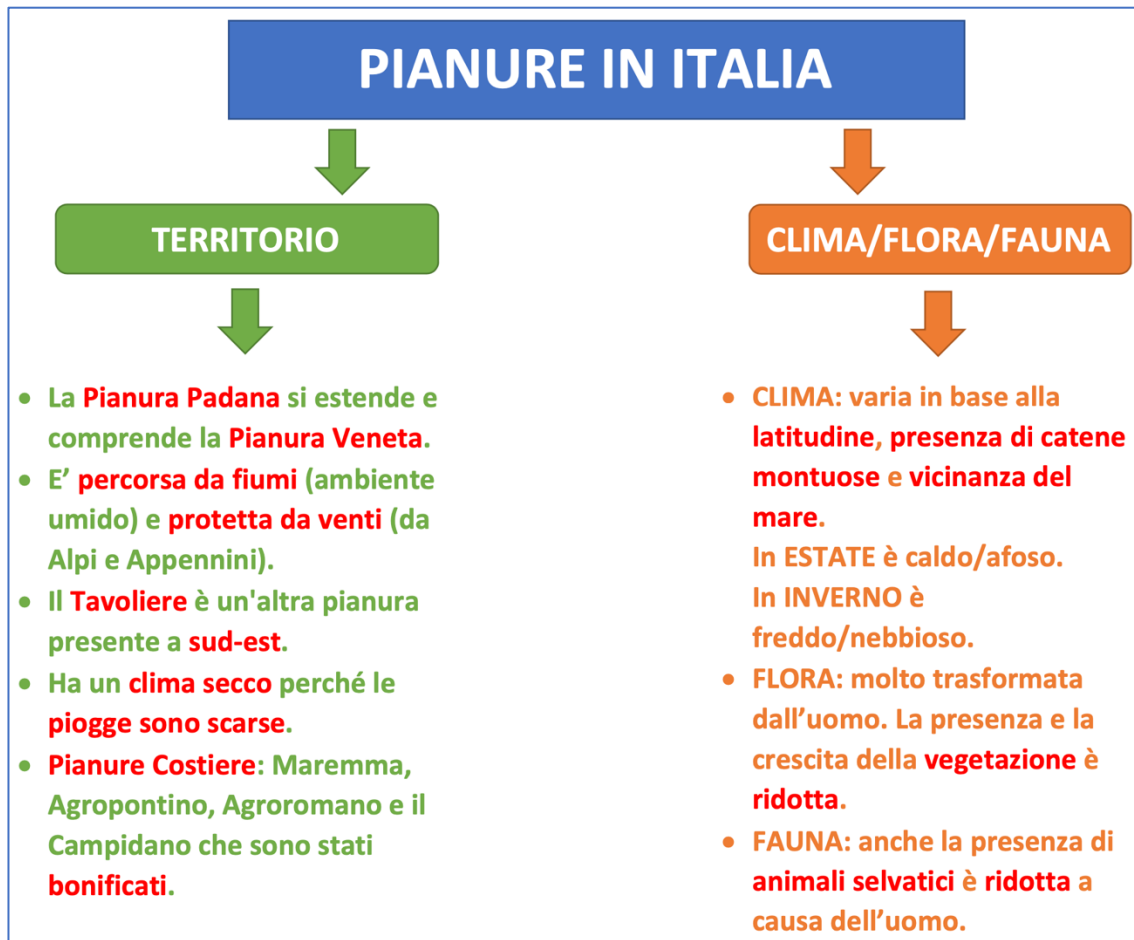 PIANURE IN ITALIA
TERRITORIO
• La Pianura Padana si estende e
comprende la Pianura Veneta.
• E’ percorsa da fiumi (ambiente
umido) e protetta da venti (da
Alpi e Appennini).
• Il Tavoliere è un'altra pianura
presente a sud-est.
• Ha un clima secco perché le
piogge sono scarse.
• Pianure Costiere: Maremma,
Agropontino, Agroromano e il
Campidano che sono stati
bonificati.
CLIMA/FLORA/FAUNA
• CLIMA: varia in base alla
latitudine, presenza di catene
montuose e vicinanza del
mare.
In ESTATE è caldo/afoso.
In INVERNO è
freddo/nebbioso.
• FLORA: molto trasformata
dall’uomo. La presenza e la
crescita della vegetazione è
ridotta.
• FAUNA: anche la presenza di
animali selvatici è ridotta a
causa dell’uomo.